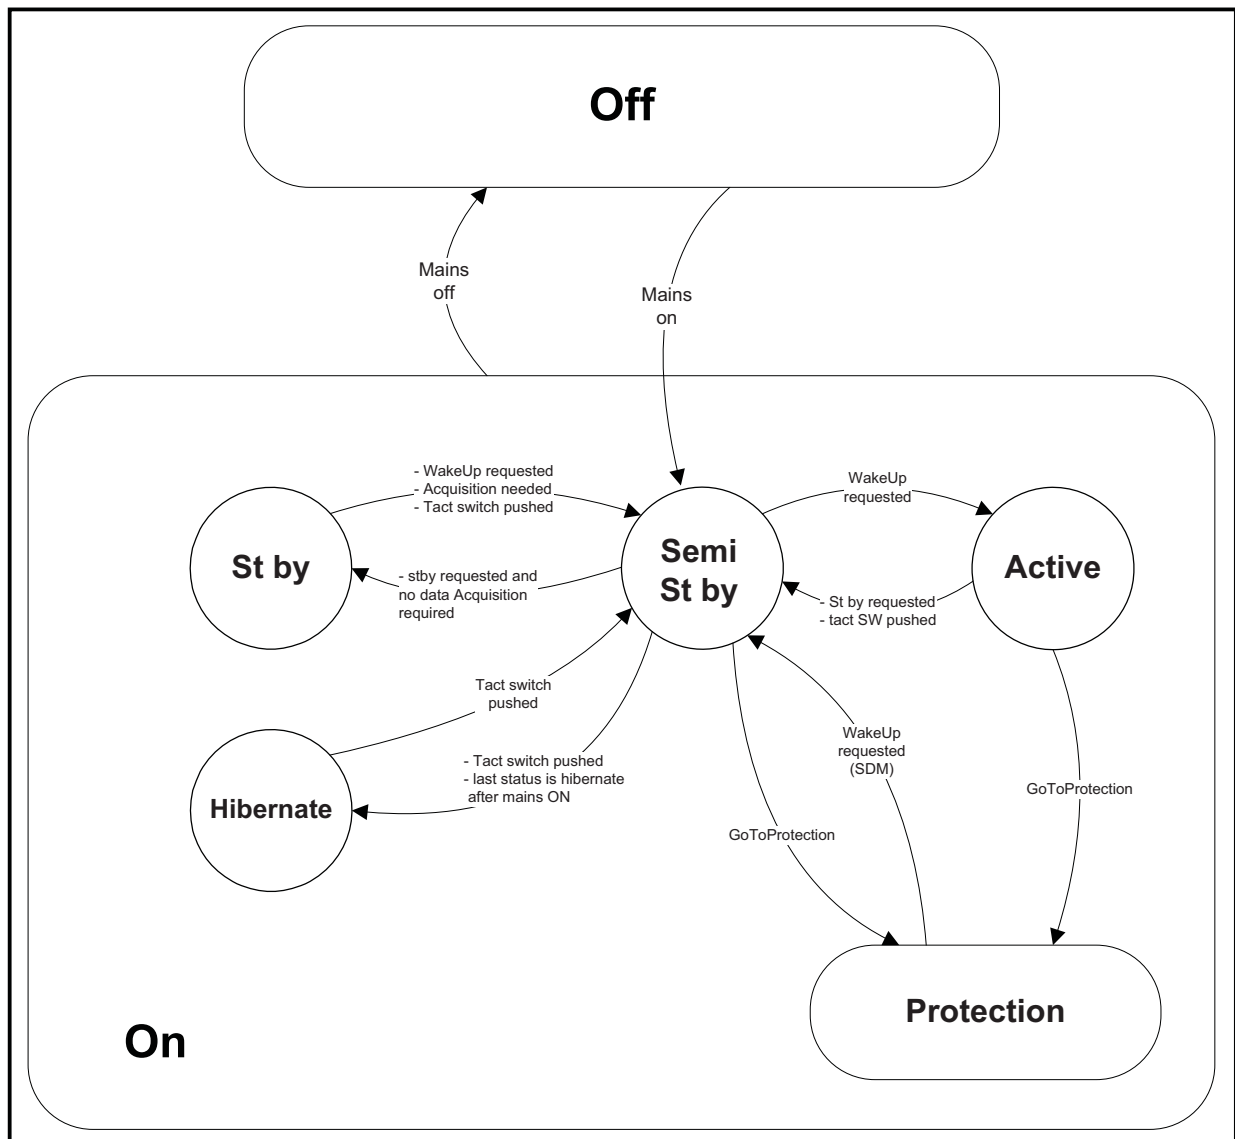 Off
Mains
off
Mains
on
- WakeUp requested
- Acquisition needed
- Tact switch pushed
WakeUp
requested
St by
Semi
St by
Active
- stby requested and
no data Acquisition
required
- St by requested
- tact SW pushed
Tact switch
pushed
WakeUp
requested
(SDM)
- Tact switch pushed
- last status is hibernate
after mains ON
Hibernate
GoToProtection
GoToProtection
Protection
On